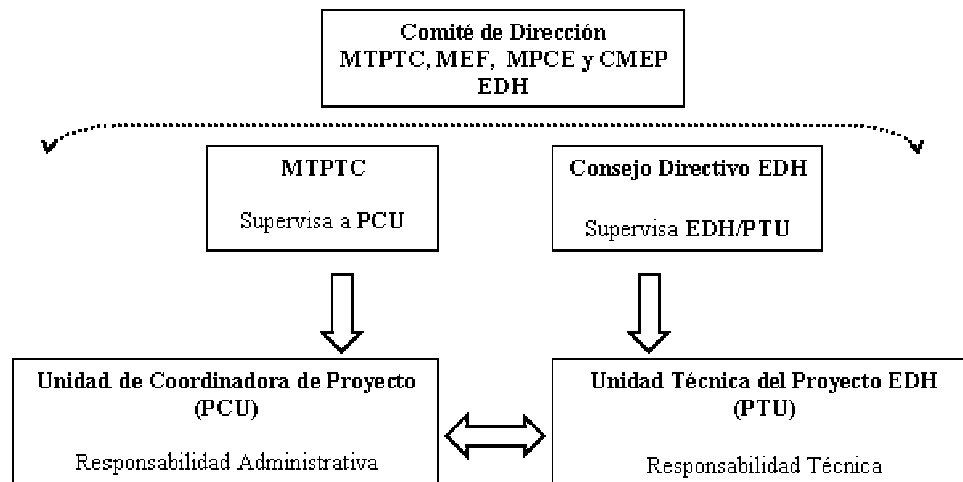 Comité de Dirección
MTPTC, MEF, MPCE y CMEP
EDH
MTPTC
Supervisa a PCU
Consejo Directivo EDH
Supervisa EDH/PTU
Unidad de Coordinadora de Proyecto
(PCU)
Responsabilidad Administrativa
Unidad Técnica del Proyecto EDH
(PTU)
Responsabilidad Técnica